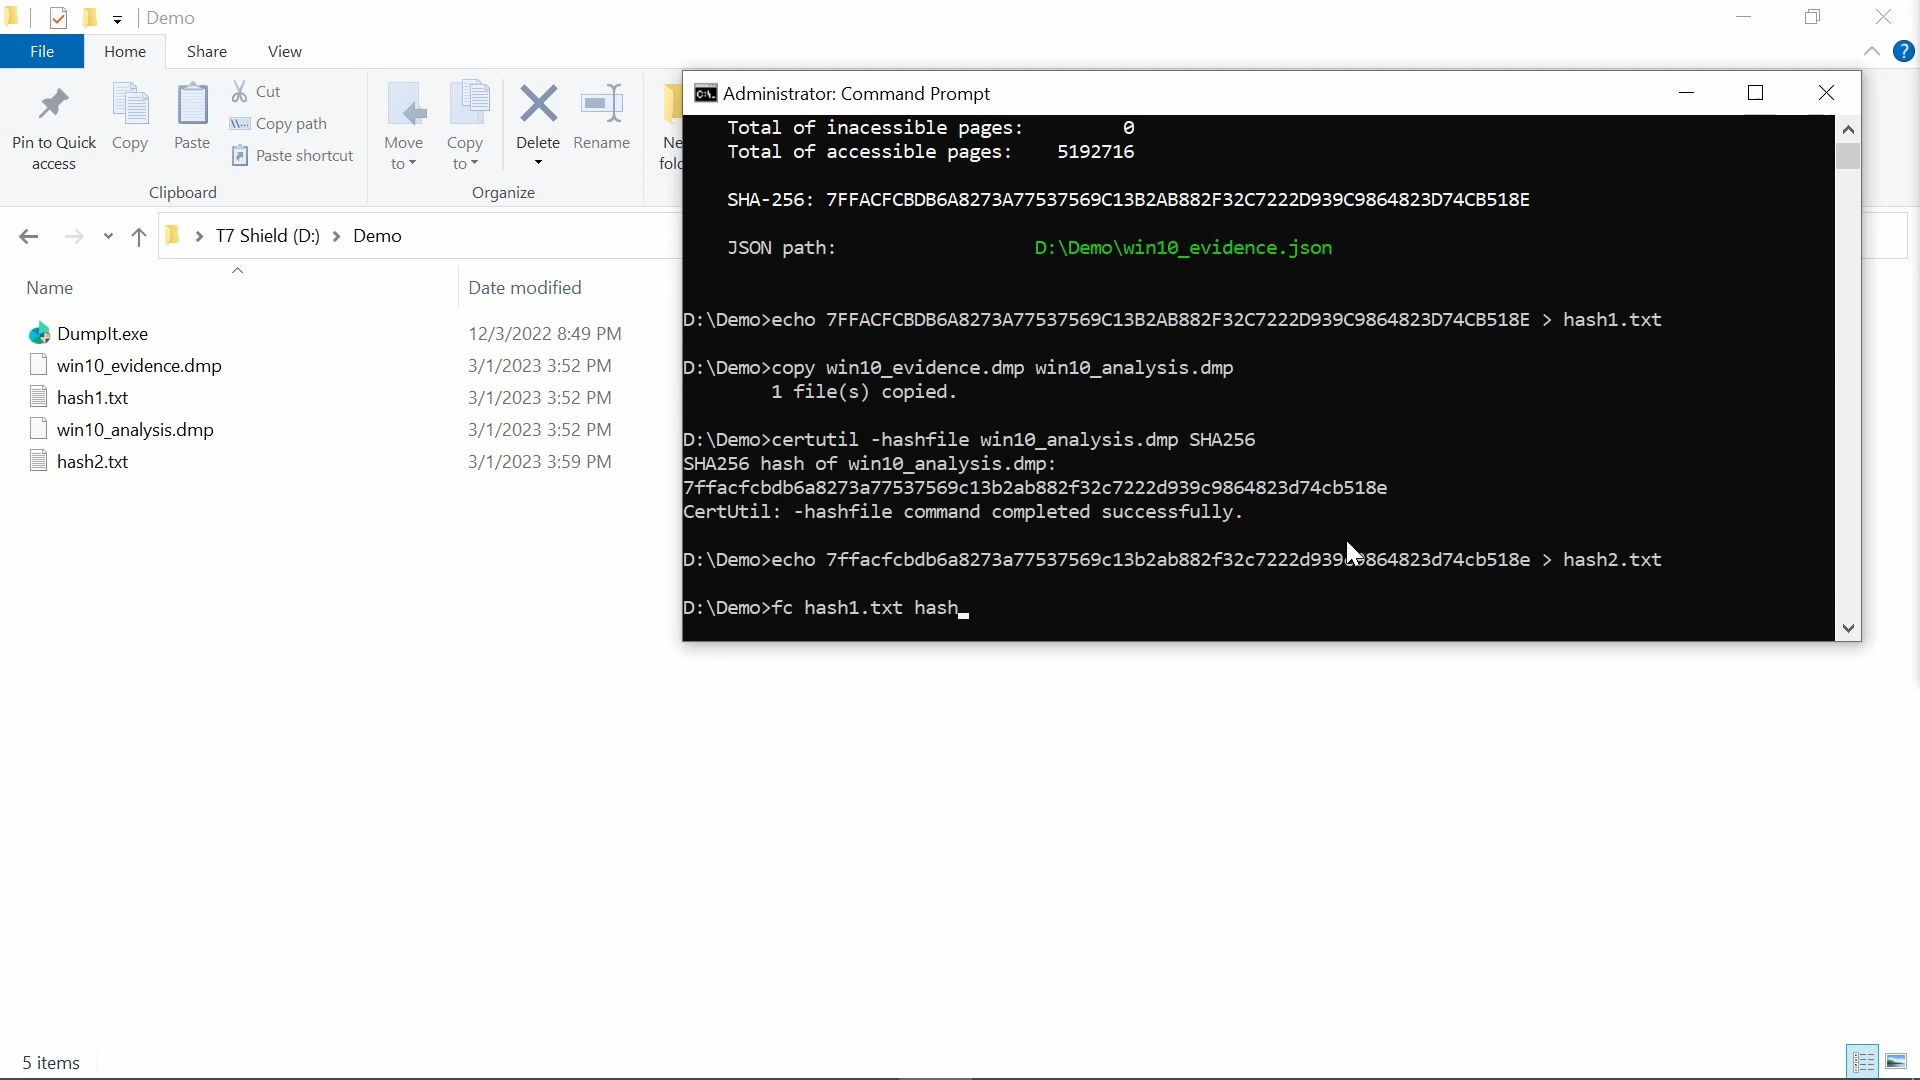 Demo
File Home Share View
Pin to Quick access
Copy
Paste
Cut
Copy path
Paste shortcut
Clipboard
Move to
Copy to
Delete
Rename
Organize
T7 Shield (D:) > Demo
Name Date modified
DumpIt.exe 12/3/2022 8:49 PM
win10_evidence.dmp 3/1/2023 3:52 PM
hash1.txt 3/1/2023 3:52 PM
win10_analysis.dmp 3/1/2023 3:52 PM
hash2.txt 3/1/2023 3:59 PM
Administrator: Command Prompt
Total of inacessible pages: 0
Total of accessible pages: 5192716
SHA-256: 7FFACFCBDB6A8273A77537569C13B2AB882F32C7222D939C9864823D74CB518E
JSON path: D:\Demo\win10_evidence.json
D:\Demo>echo 7FFACFCBDB6A8273A77537569C13B2AB882F32C7222D939C9864823D74CB518E > hash1.txt
D:\Demo>copy win10_evidence.dmp win10_analysis.dmp
1 file(s) copied.
D:\Demo>certutil -hashfile win10_analysis.dmp SHA256
SHA256 hash of win10_analysis.dmp:
7ffacfcbdb6a8273a77537569c13b2ab882f32c7222d939c9864823d74cb518e
CertUtil: -hashfile command completed successfully.
D:\Demo>echo 7ffacfcbdb6a8273a77537569c13b2ab882f32c7222d939c9864823d74cb518e > hash2.txt
D:\Demo>fc hash1.txt hash_
5 items